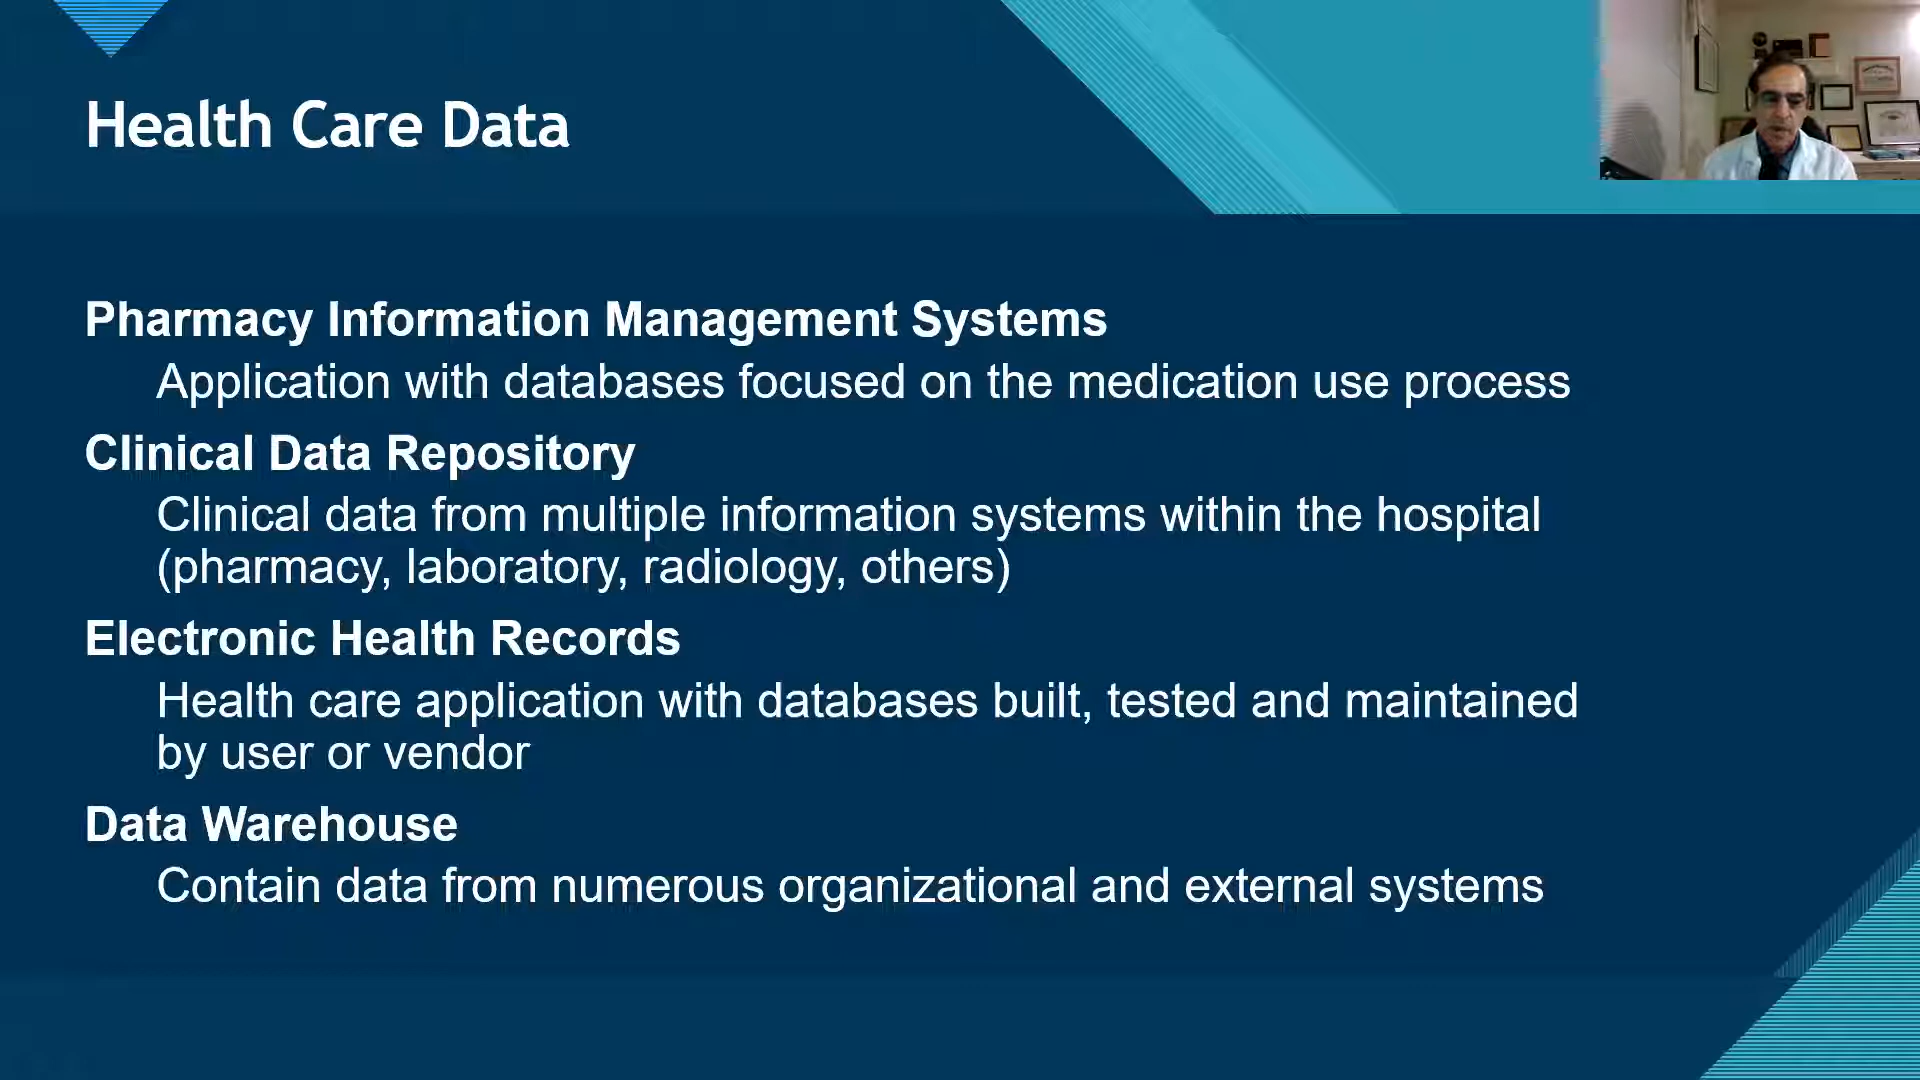 Health Care Data
Pharmacy Information Management Systems
Application with databases focused on the medication use process
Clinical Data Repository
Clinical data from multiple information systems within the hospital
(pharmacy, laboratory, radiology, others)
Electronic Health Records
Health care application with databases built, tested and maintained
by user or vendor
Data Warehouse
Contain data from numerous organizational and external systems